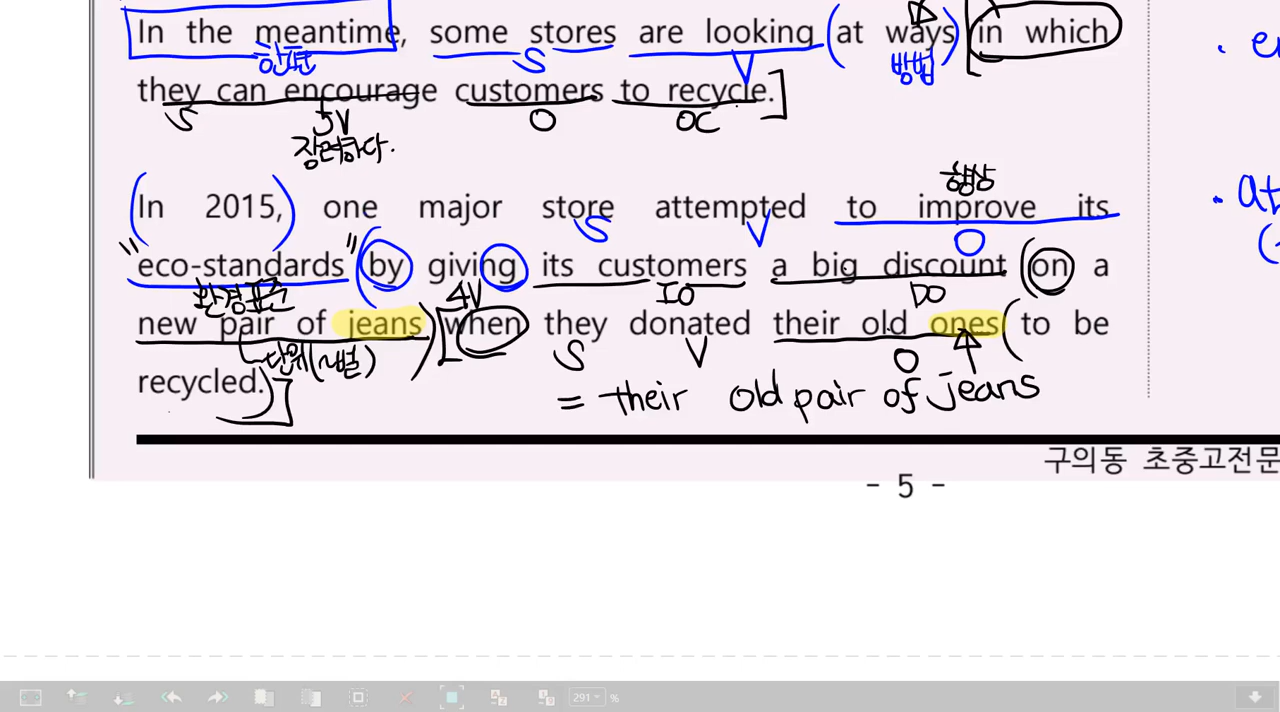 In the meantime, some stores are looking at ways in which
한편 S V 방법
they can encourage customers to recycle.
S 5V O OC
장려하다.
향상
In 2015, one major store attempted to improve its
S V O
"eco-standards" by giving its customers a big discount on a
환경표준 4V IO DO
new pair of jeans when they donated their old ones to be
단위(~벌) S V O
recycled.
= their old pair of jeans
구의동 초중고전문
- 5 -
291 %